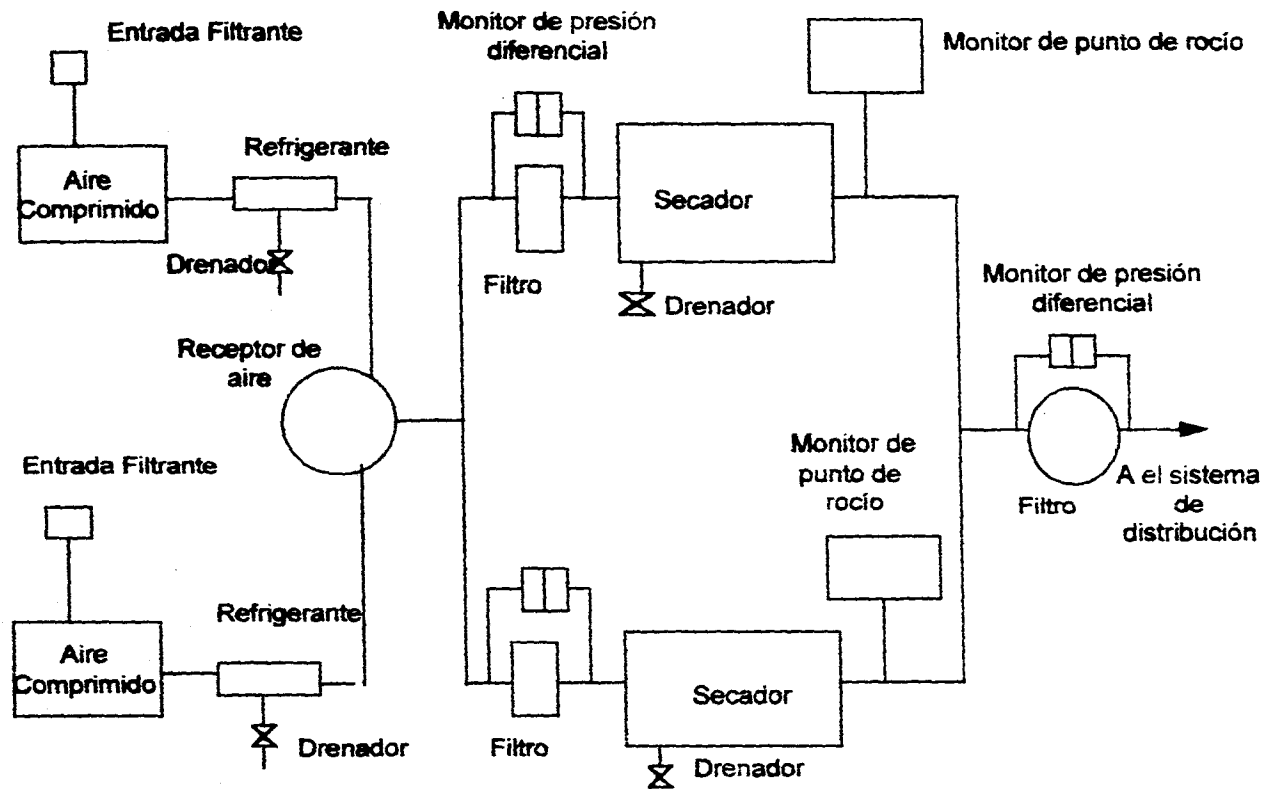 Entrada Filtrante
Aire
Comprimido
Refrigerante
Drenador
Receptor de
aire
Entrada Filtrante
Aire
Comprimido
Refrigerante
Drenador
Monitor de presión
diferencial
Filtro
Secador
Drenador
Monitor de punto de rocío
Monitor de presión
diferencial
Filtro
A el sistema
de
distribución
Monitor de
punto de
rocío
Filtro
Secador
Drenador